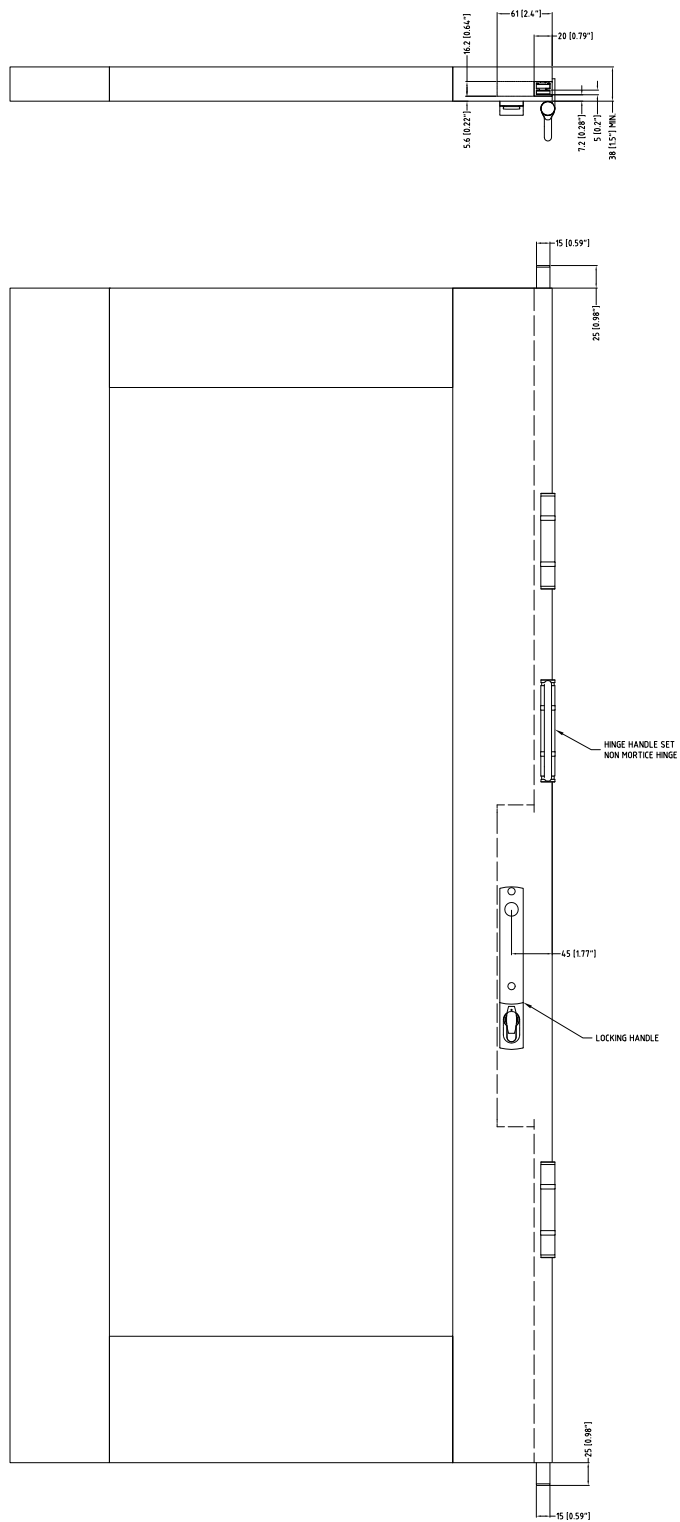 61 [2.4"]
16.2 [0.64"]
20 [0.79"]
5.6 [0.22"]
7.2 [0.28"]
5 [0.2"]
38 [1.5"] MIN.
15 [0.59"]
25 [0.98"]
HINGE HANDLE SET
NON MORTICE HINGE
45 [1.77"]
LOCKING HANDLE
25 [0.98"]
15 [0.59"]